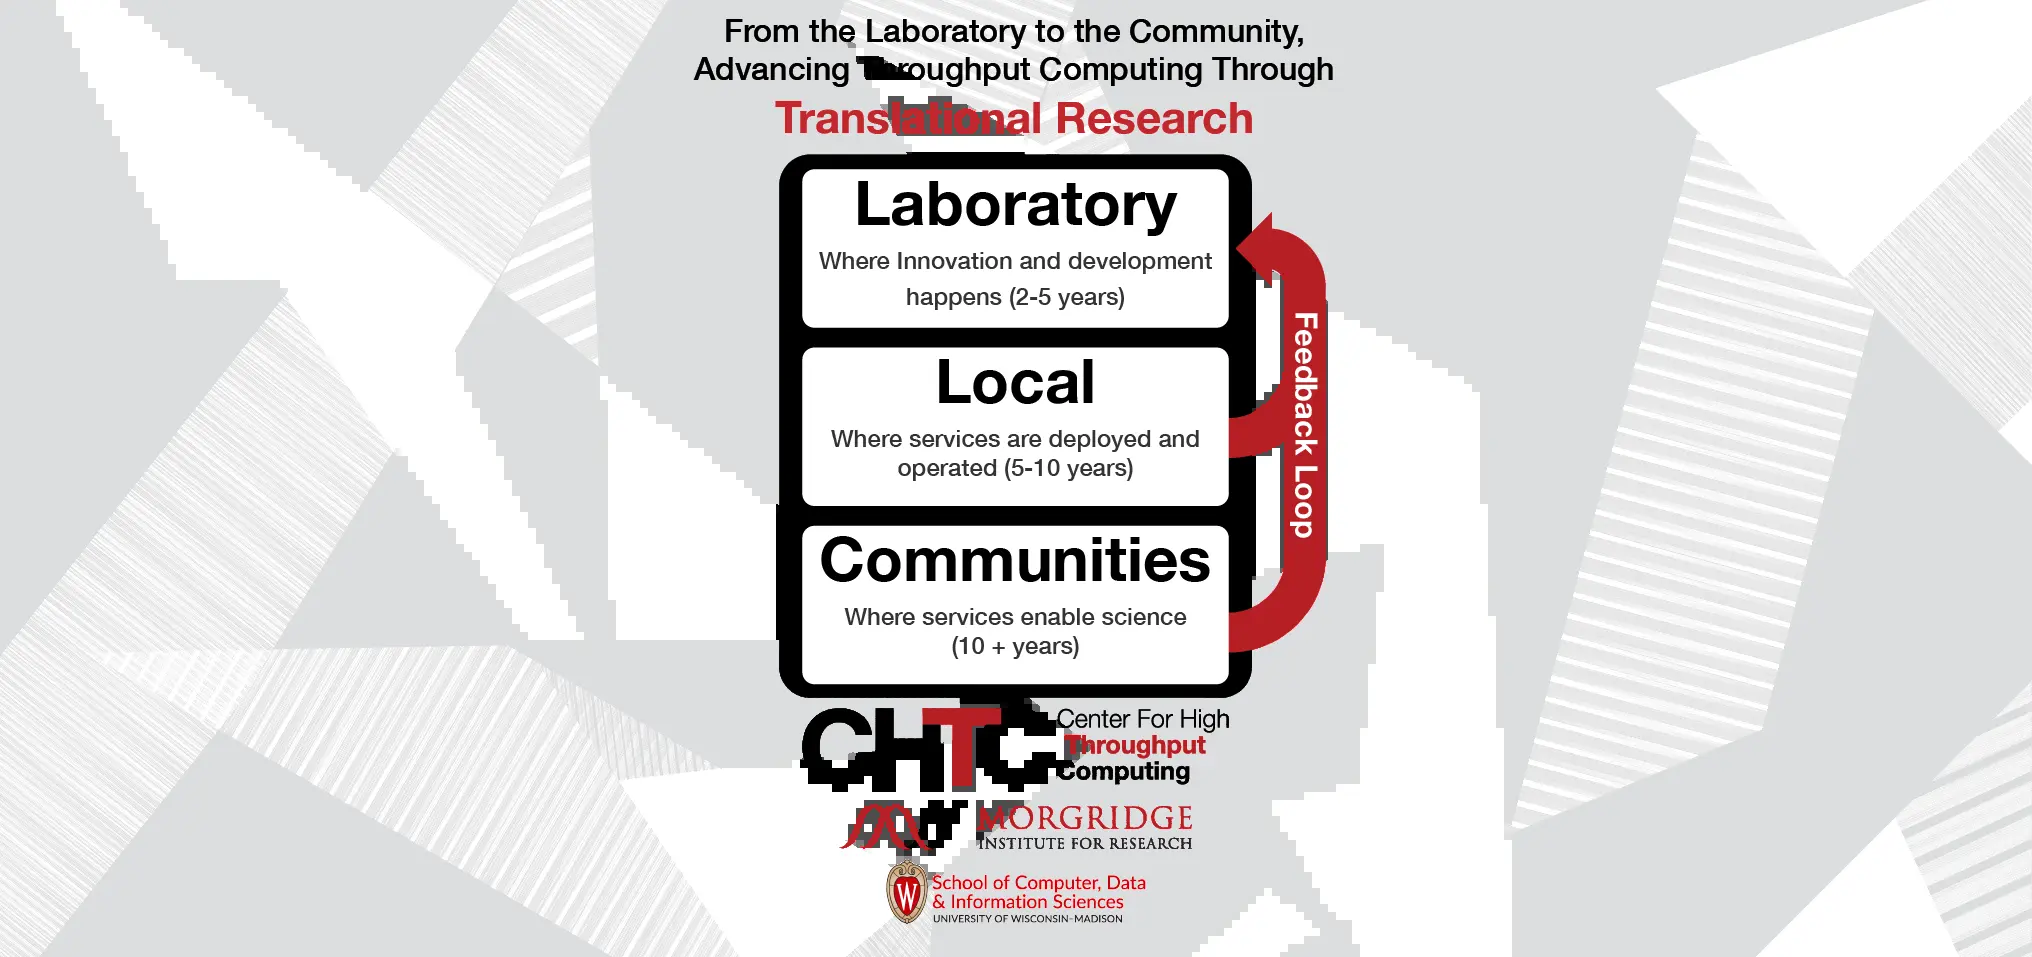 From the Laboratory to the Community,
Advancing Throughput Computing Through
Translational Research
Laboratory
Where Innovation and development
happens (2-5 years)
Local
Where services are deployed and
operated (5-10 years)
Communities
Where services enable science
(10 + years)
Feedback Loop
CHTC
Center For High
Throughput
Computing
MORGRIDGE
INSTITUTE FOR RESEARCH
W
School of Computer, Data
& Information Sciences
UNIVERSITY OF WISCONSIN-MADISON